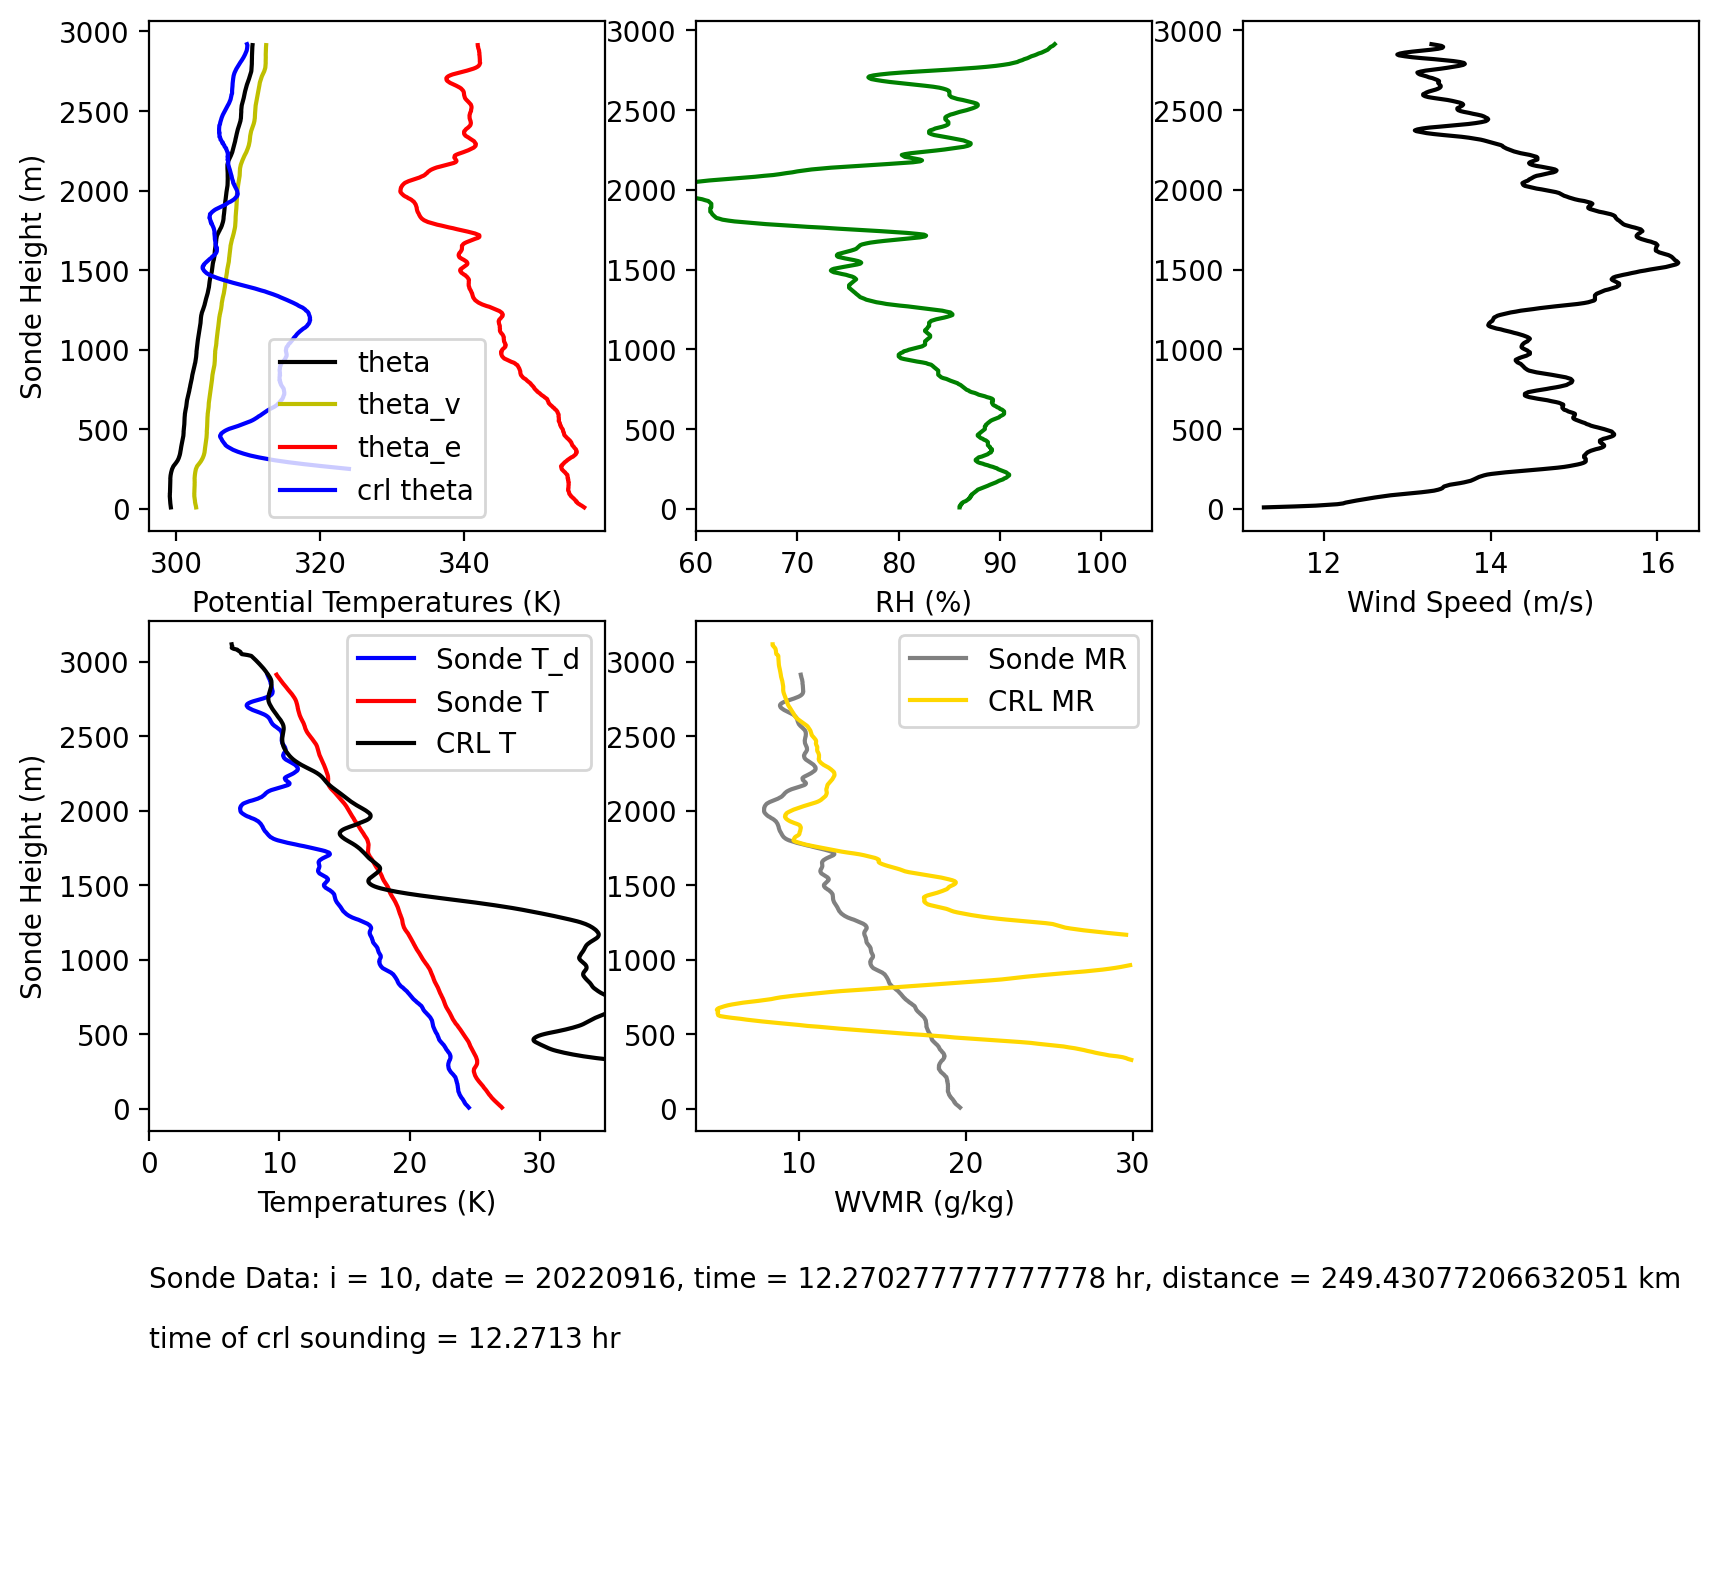 3000
2500
2000
1500
1000
500
0
Sonde Height (m)
theta
theta_v
theta_e
crl theta
300 320 340
Potential Temperatures (K)
3000
2500
2000
1500
1000
500
0
60 70 80 90 100
RH (%)
3000
2500
2000
1500
1000
500
0
12 14 16
Wind Speed (m/s)
3000
2500
2000
1500
1000
500
0
Sonde Height (m)
Sonde T_d
Sonde T
CRL T
0 10 20 30
Temperatures (K)
3000
2500
2000
1500
1000
500
0
Sonde MR
CRL MR
10 20 30
WVMR (g/kg)
Sonde Data: i = 10, date = 20220916, time = 12.270277777777778 hr, distance = 249.43077206632051 km
time of crl sounding = 12.2713 hr